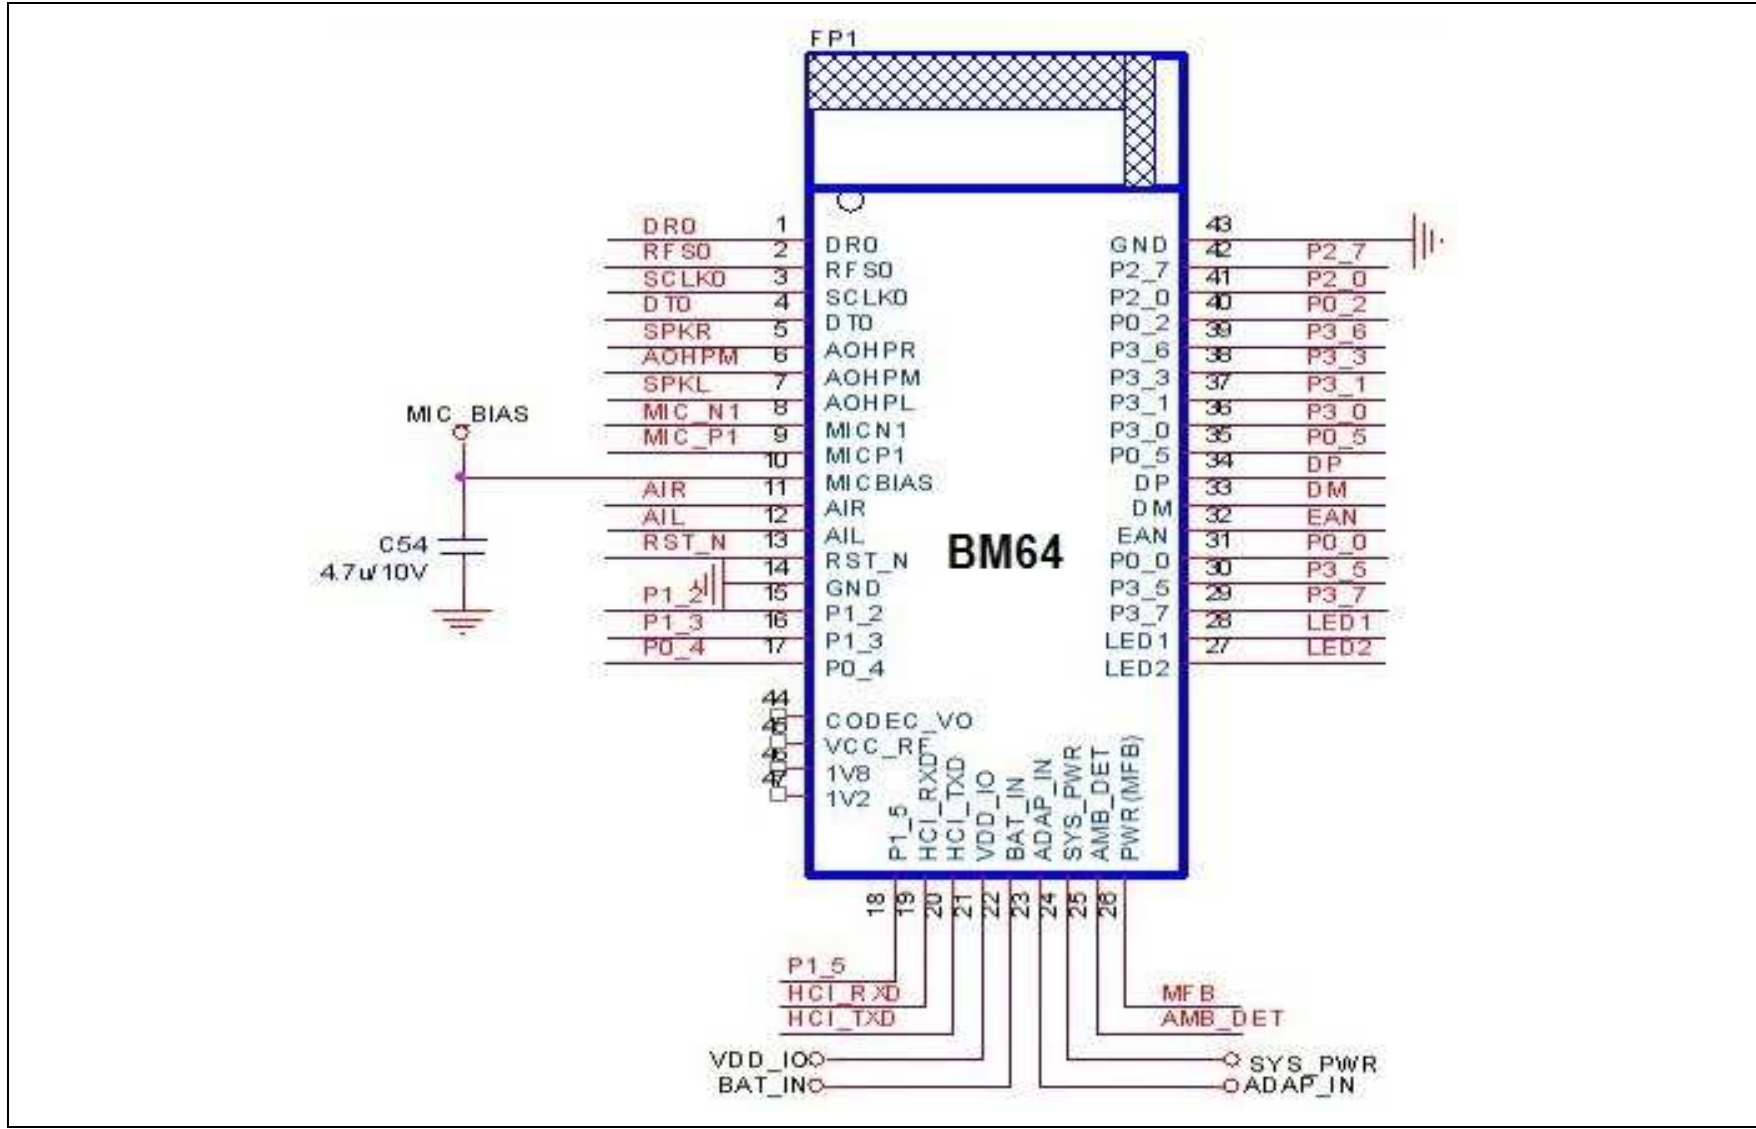 FP1
DR0 1 DR0
RFS0 2 RFS0
SCLK0 3 SCLK0
DT0 4 DT0
SPKR 5 AOHPR
AOHPM 6 AOHPM
SPKL 7 AOHPL
MIC_N1 8 MICN1
MIC_P1 9 MICP1
MIC_BIAS 10 MICBIAS
AIR 11 AIR
AIL 12 AIL
RST_N 13 RST_N
14 GND
P1_2 15 P1_2
P1_3 16 P1_3
P0_4 17 P0_4
C54
4.7u/10V
BM64
GND 43
P2_7 42 P2_7
P2_0 41 P2_0
P0_2 40 P0_2
P3_6 39 P3_6
P3_3 38 P3_3
P3_1 37 P3_1
P3_0 36 P3_0
P0_5 35 P0_5
DP 34 DP
DM 33 DM
EAN 32 EAN
P0_0 31 P0_0
P3_5 30 P3_5
P3_7 29 P3_7
LED1 28 LED1
LED2 27 LED2
44 CODEC_VO
VCC_RF
1V8
1V2
P1_5 18 P1_5
HCI_RXD 19 HCI_RXD
HCI_TXD 20 HCI_TXD
VDD_IO 21 VDD_IO
BAT_IN 22 BAT_IN
ADAP_IN 23 ADAP_IN
SYS_PWR 24 SYS_PWR
AMB_DET 25 AMB_DET
PWR(MFB) 26 MFB